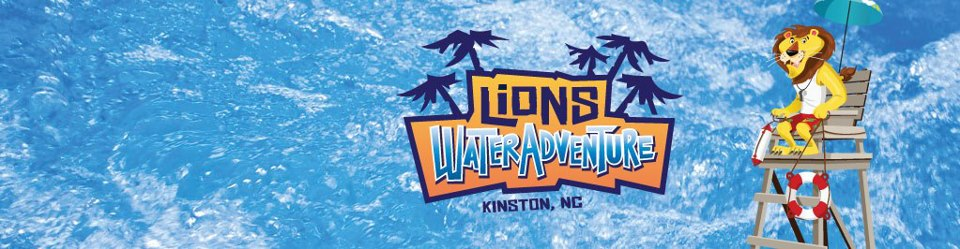 LIONS
WATER ADVENTURE
KINSTON, NC